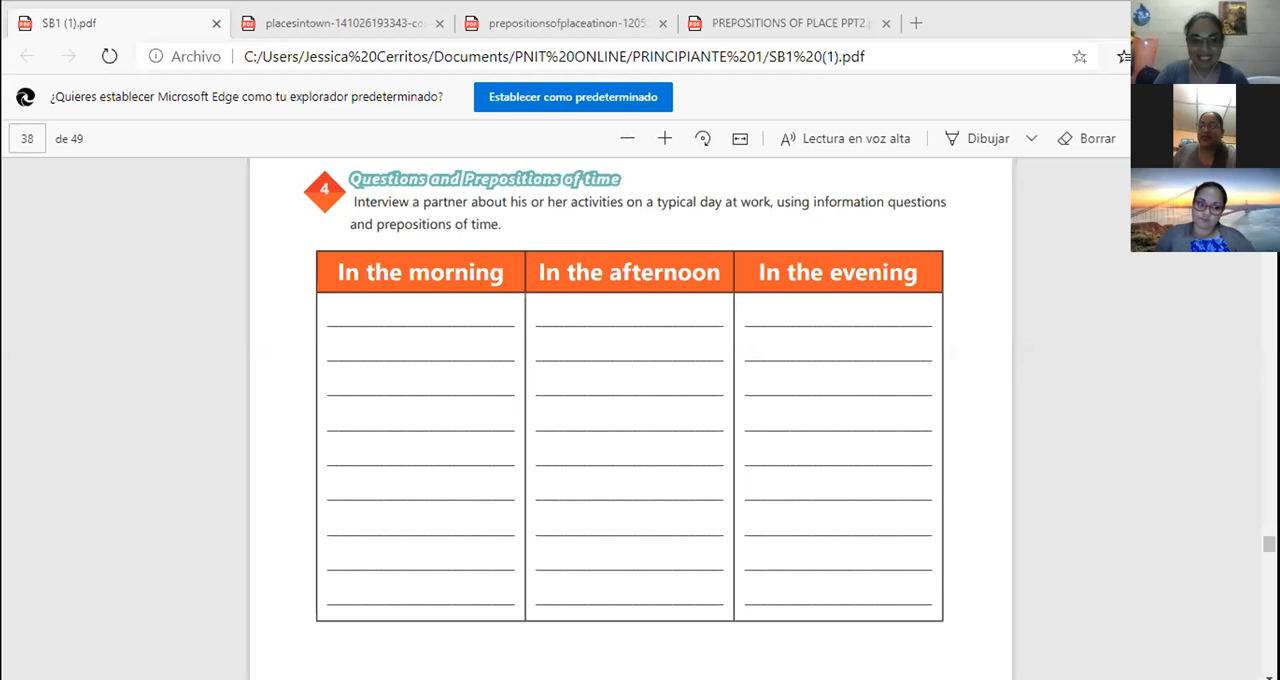 SB1 (1).pdf
placesintown-141026193343-co
prepositionsofplaceatinon-1205
PREPOSITIONS OF PLACE PPT2.
Archivo
C:/Users/Jessica%20Cerritos/Documents/PNIT%20ONLINE/PRINCIPIANTE%201/SB1%20(1).pdf
¿Quieres establecer Microsoft Edge como tu explorador predeterminado?
Establecer como predeterminado
38 de 49
Lectura en voz alta
Dibujar
Borrar
4
Questions and Prepositions of time
Interview a partner about his or her activities on a typical day at work, using information questions
and prepositions of time.
In the morning
In the afternoon
In the evening